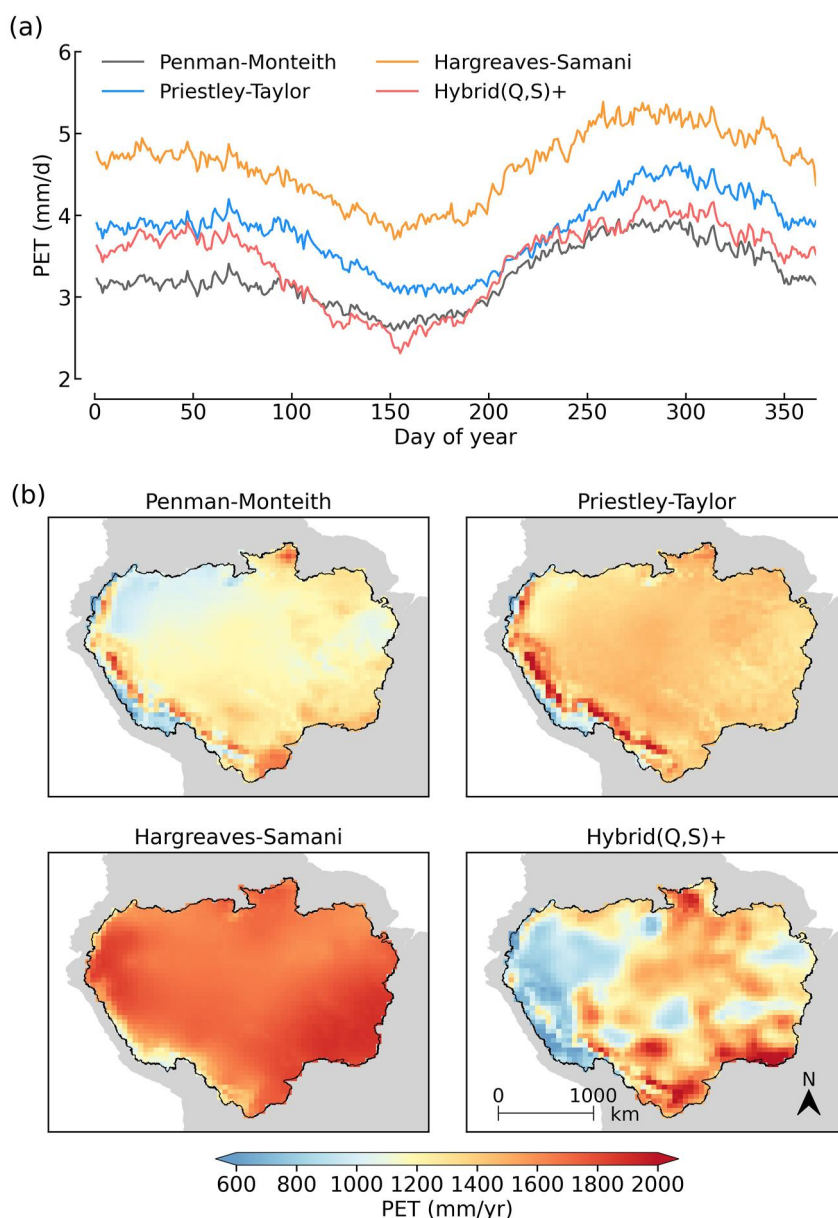 (a)
6
5
4
3
2
PET (mm/d)
Penman-Monteith
Priestley-Taylor
Hargreaves-Samani
Hybrid(Q,S)+
0 50 100 150 200 250 300 350
Day of year
(b)
Penman-Monteith
Priestley-Taylor
Hargreaves-Samani
Hybrid(Q,S)+
0 1000
km
N
600 800 1000 1200 1400 1600 1800 2000
PET (mm/yr)